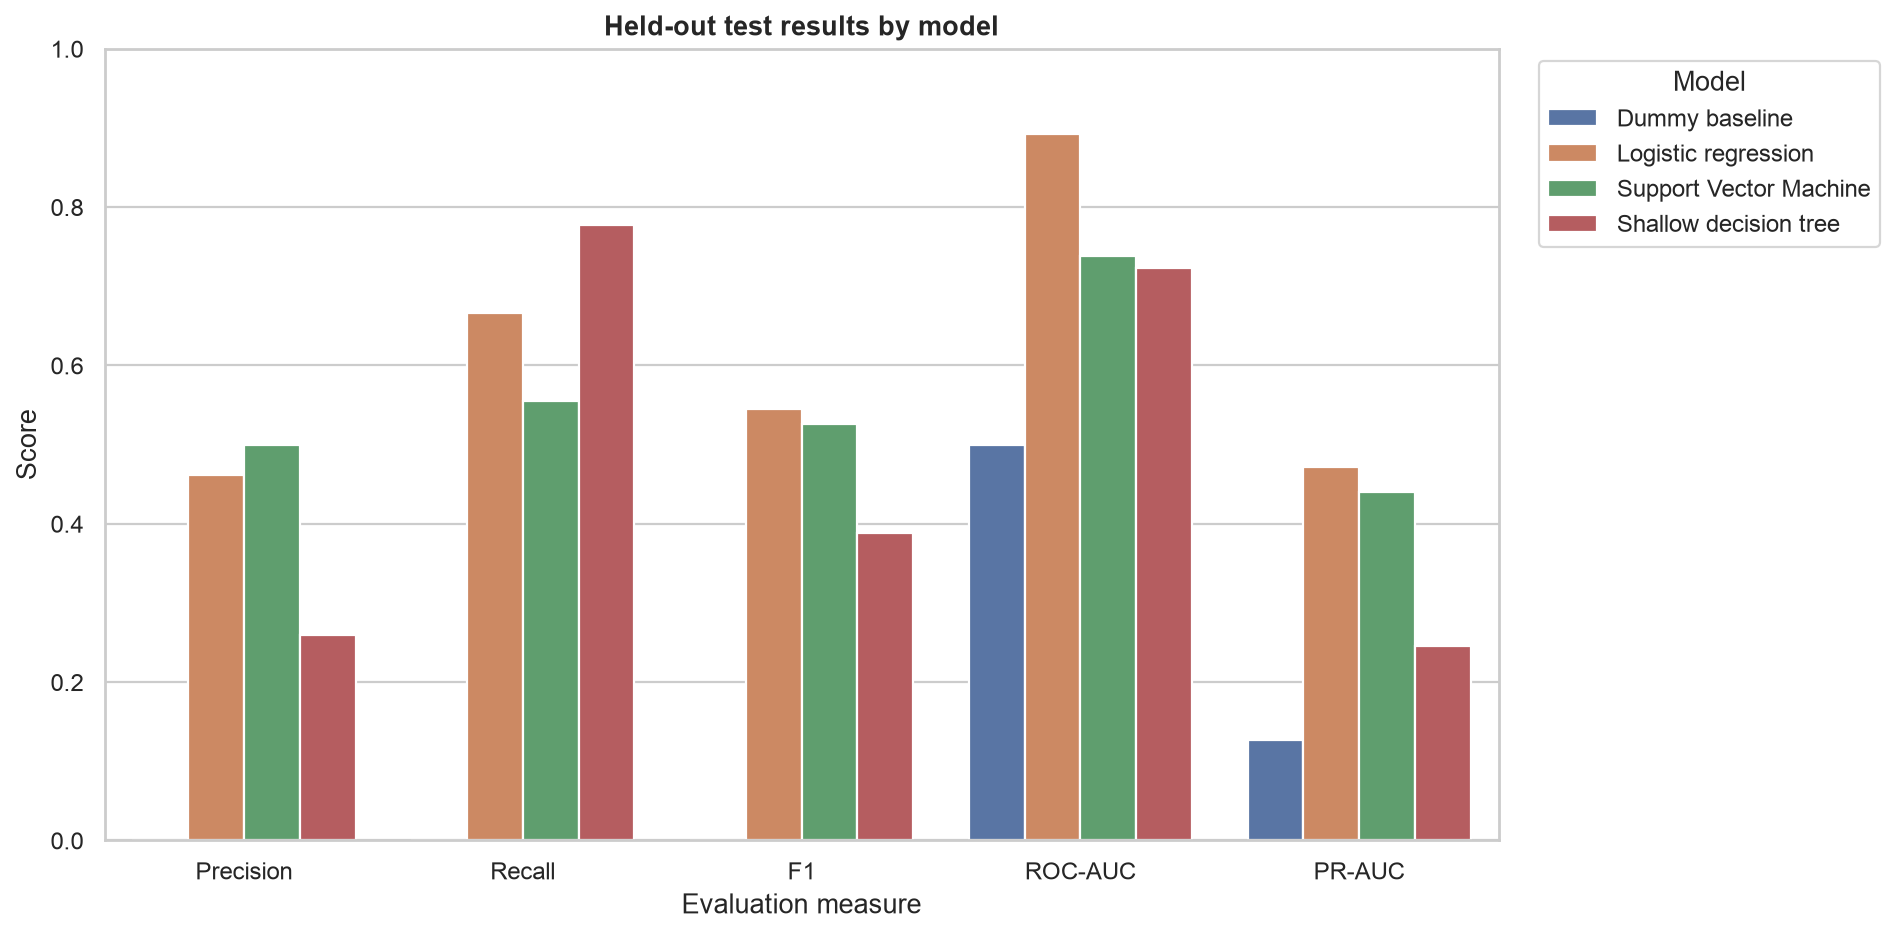 Held-out test results by model
1.0
0.8
0.6
0.4
0.2
0.0
Score
Precision
Recall
F1
ROC-AUC
PR-AUC
Evaluation measure
Model
Dummy baseline
Logistic regression
Support Vector Machine
Shallow decision tree